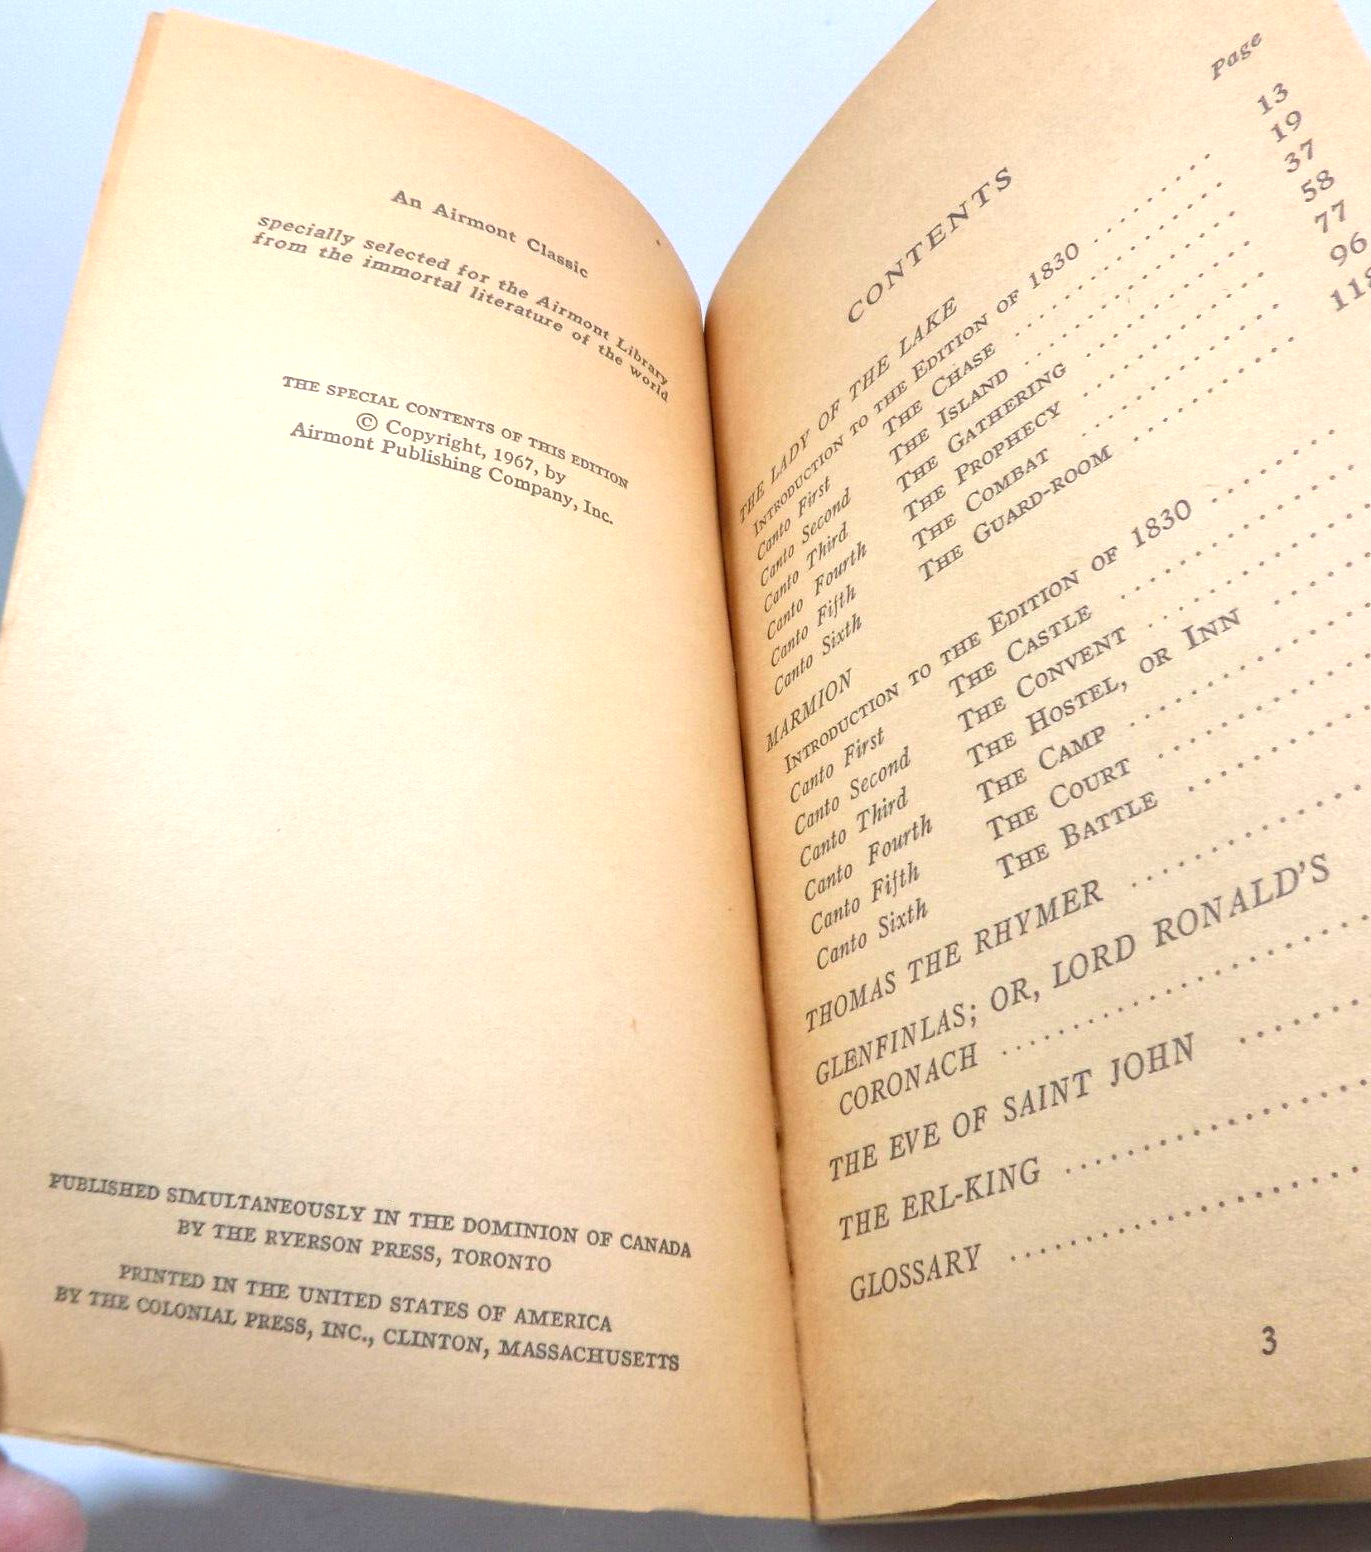 An Airmont Classic
specially selected for the Airmont Library
from the immortal literature of the world
THE SPECIAL CONTENTS OF THIS EDITION
© Copyright, 1967, by
Airmont Publishing Company, Inc.
PUBLISHED SIMULTANEOUSLY IN THE DOMINION OF CANADA
BY THE RYERSON PRESS, TORONTO
PRINTED IN THE UNITED STATES OF AMERICA
BY THE COLONIAL PRESS, INC., CLINTON, MASSACHUSETTS
CONTENTS
Page
THE LADY OF THE LAKE
INTRODUCTION TO THE EDITION OF 1830 ..... 13
Canto First THE CHASE ..... 19
Canto Second THE ISLAND ..... 37
Canto Third THE GATHERING ..... 58
Canto Fourth THE PROPHECY ..... 77
Canto Fifth THE COMBAT ..... 96
Canto Sixth THE GUARD-ROOM ..... 118
MARMION
INTRODUCTION TO THE EDITION OF 1830 .....
Canto First THE CASTLE .....
Canto Second THE CONVENT .....
Canto Third THE HOSTEL, OR INN .....
Canto Fourth THE CAMP .....
Canto Fifth THE COURT .....
Canto Sixth THE BATTLE .....
THOMAS THE RHYMER .....
GLENFINLAS; OR, LORD RONALD'S
CORONACH .....
THE EVE OF SAINT JOHN .....
THE ERL-KING .....
GLOSSARY .....
3